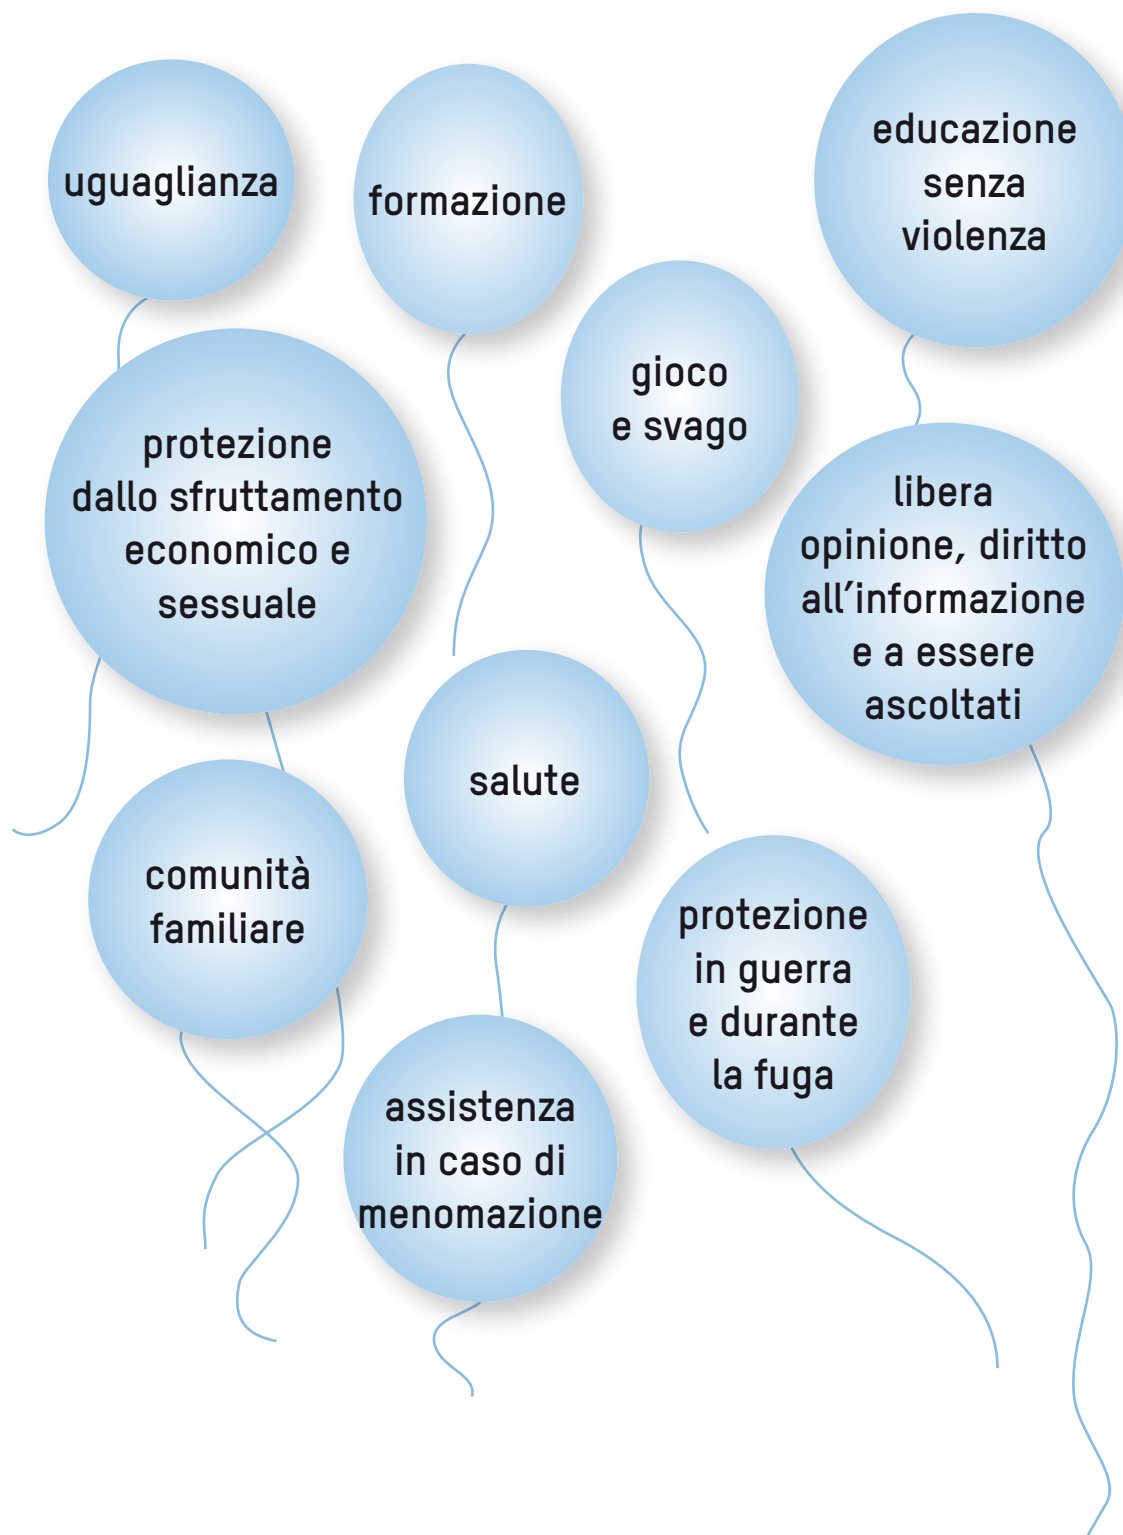 uguaglianza
formazione
educazione
senza
violenza
gioco
e svago
protezione
dallo sfruttamento
economico e
sessuale
libera
opinione, diritto
all’informazione
e a essere
ascoltati
salute
comunità
familiare
protezione
in guerra
e durante
la fuga
assistenza
in caso di
menomazione